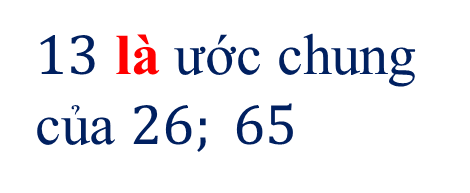 13 là ước chung
của 26; 65